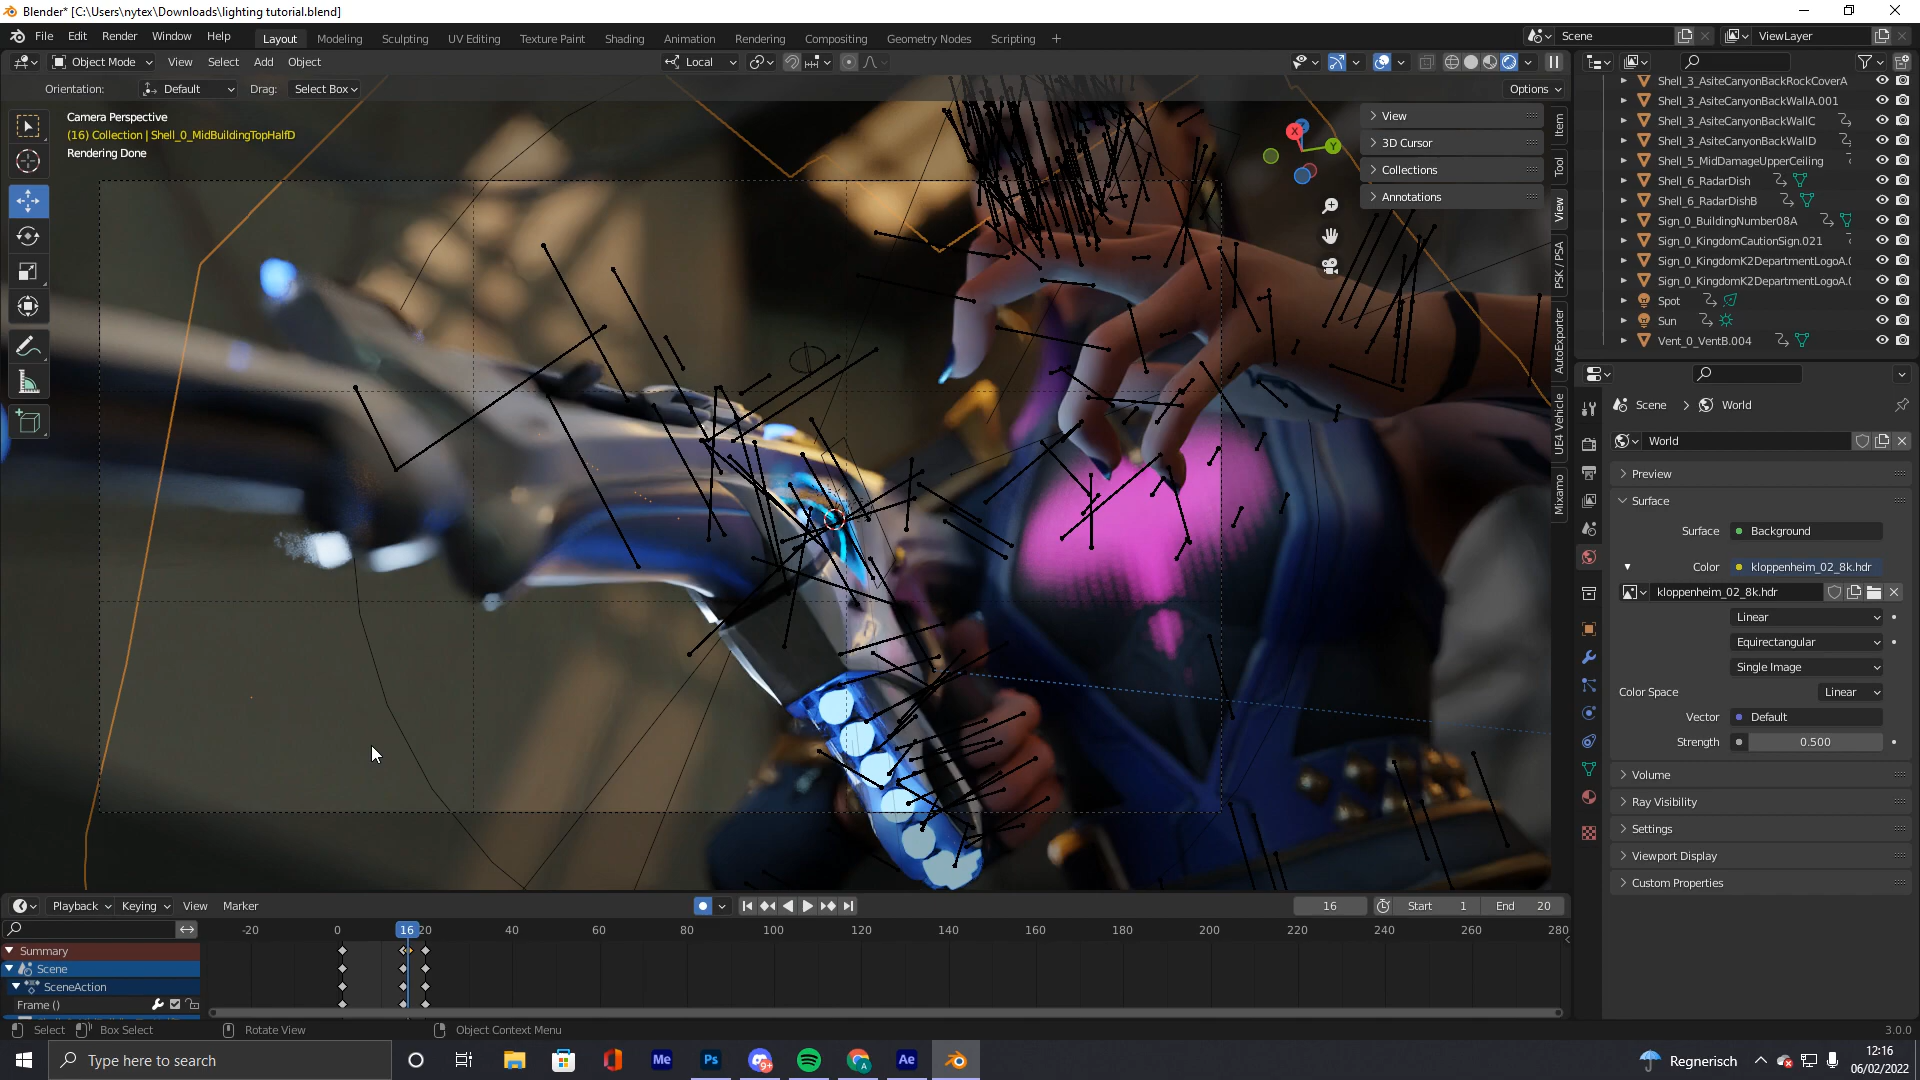 Blender* [C:\Users\nytex\Downloads\lighting tutorial.blend]
File Edit Render Window Help Layout Modeling Sculpting UV Editing Texture Paint Shading Animation Rendering Compositing Geometry Nodes Scripting + Scene ViewLayer
Object Mode View Select Add Object Local
Orientation: Default Drag: Select Box Options
Camera Perspective
(16) Collection | Shell_0_MidBuildingTopHalfD
Rendering Done
X
Y
Z
View
3D Cursor
Collections
Annotations
Item
Tool
View
PSK / PSA
AutoExporter
UE4 Vehicle
Mixamo
Shell_3_AsiteCanyonBackRockCoverA
Shell_3_AsiteCanyonBackWallA.001
Shell_3_AsiteCanyonBackWallC
Shell_3_AsiteCanyonBackWallD
Shell_5_MidDamageUpperCeiling
Shell_6_RadarDish
Shell_6_RadarDishB
Sign_0_BuildingNumber08A
Sign_0_KingdomCautionSign.021
Sign_0_KingdomK2DepartmentLogoA.(
Sign_0_KingdomK2DepartmentLogoA.(
Spot
Sun
Vent_0_VentB.004
Scene > World
World
Preview
Surface
Surface Background
Color kloppenheim_02_8k.hdr
kloppenheim_02_8k.hdr
Linear
Equirectangular
Single Image
Color Space Linear
Vector Default
Strength 0.500
Volume
Ray Visibility
Settings
Viewport Display
Custom Properties
Playback Keying View Marker 16 Start 1 End 20
-20 0 16 20 40 60 80 100 120 140 160 180 200 220 240 260 280
Summary
Scene
SceneAction
Frame ()
Select Box Select Rotate View Object Context Menu 3.0.0
Type here to search Me Ps 9+ A Ae Regnerisch 12:16
06/02/2022